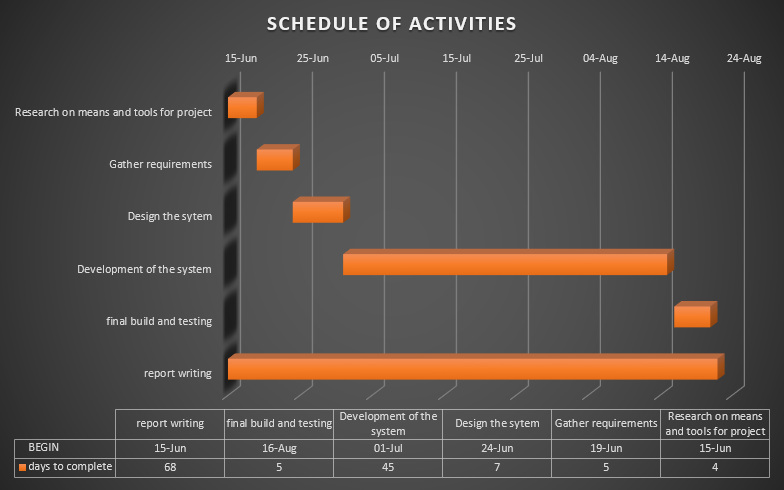 SCHEDULE OF ACTIVITIES
15-Jun 25-Jun 05-Jul 15-Jul 25-Jul 04-Aug 14-Aug 24-Aug
Research on means and tools for project
Gather requirements
Design the sytem
Development of the system
final build and testing
report writing
report writing final build and testing Development of the system Design the sytem Gather requirements Research on means and tools for project
BEGIN 15-Jun 16-Aug 01-Jul 24-Jun 19-Jun 15-Jun
days to complete 68 5 45 7 5 4